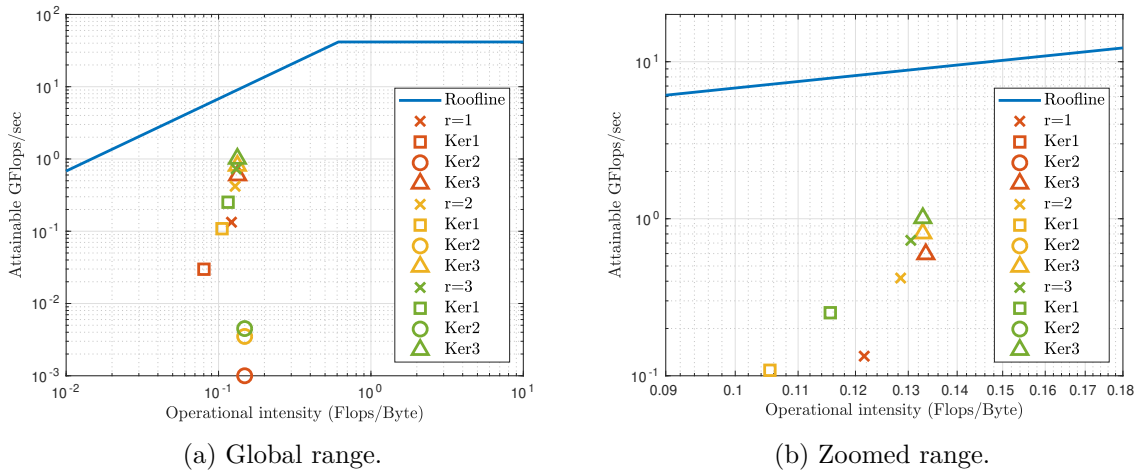 10^2
10^1
10^0
10^-1
10^-2
10^-3
Attainable GFlops/sec
10^-2
10^-1
10^0
10^1
Operational intensity (Flops/Byte)
Roofline
r=1
Ker1
Ker2
Ker3
r=2
Ker1
Ker2
Ker3
r=3
Ker1
Ker2
Ker3
(a) Global range.
10^1
10^0
10^-1
Attainable GFlops/sec
0.09
0.1
0.11
0.12
0.13
0.14
0.15
0.16
0.17
0.18
Operational intensity (Flops/Byte)
Roofline
r=1
Ker1
Ker2
Ker3
r=2
Ker1
Ker2
Ker3
r=3
Ker1
Ker2
Ker3
(b) Zoomed range.